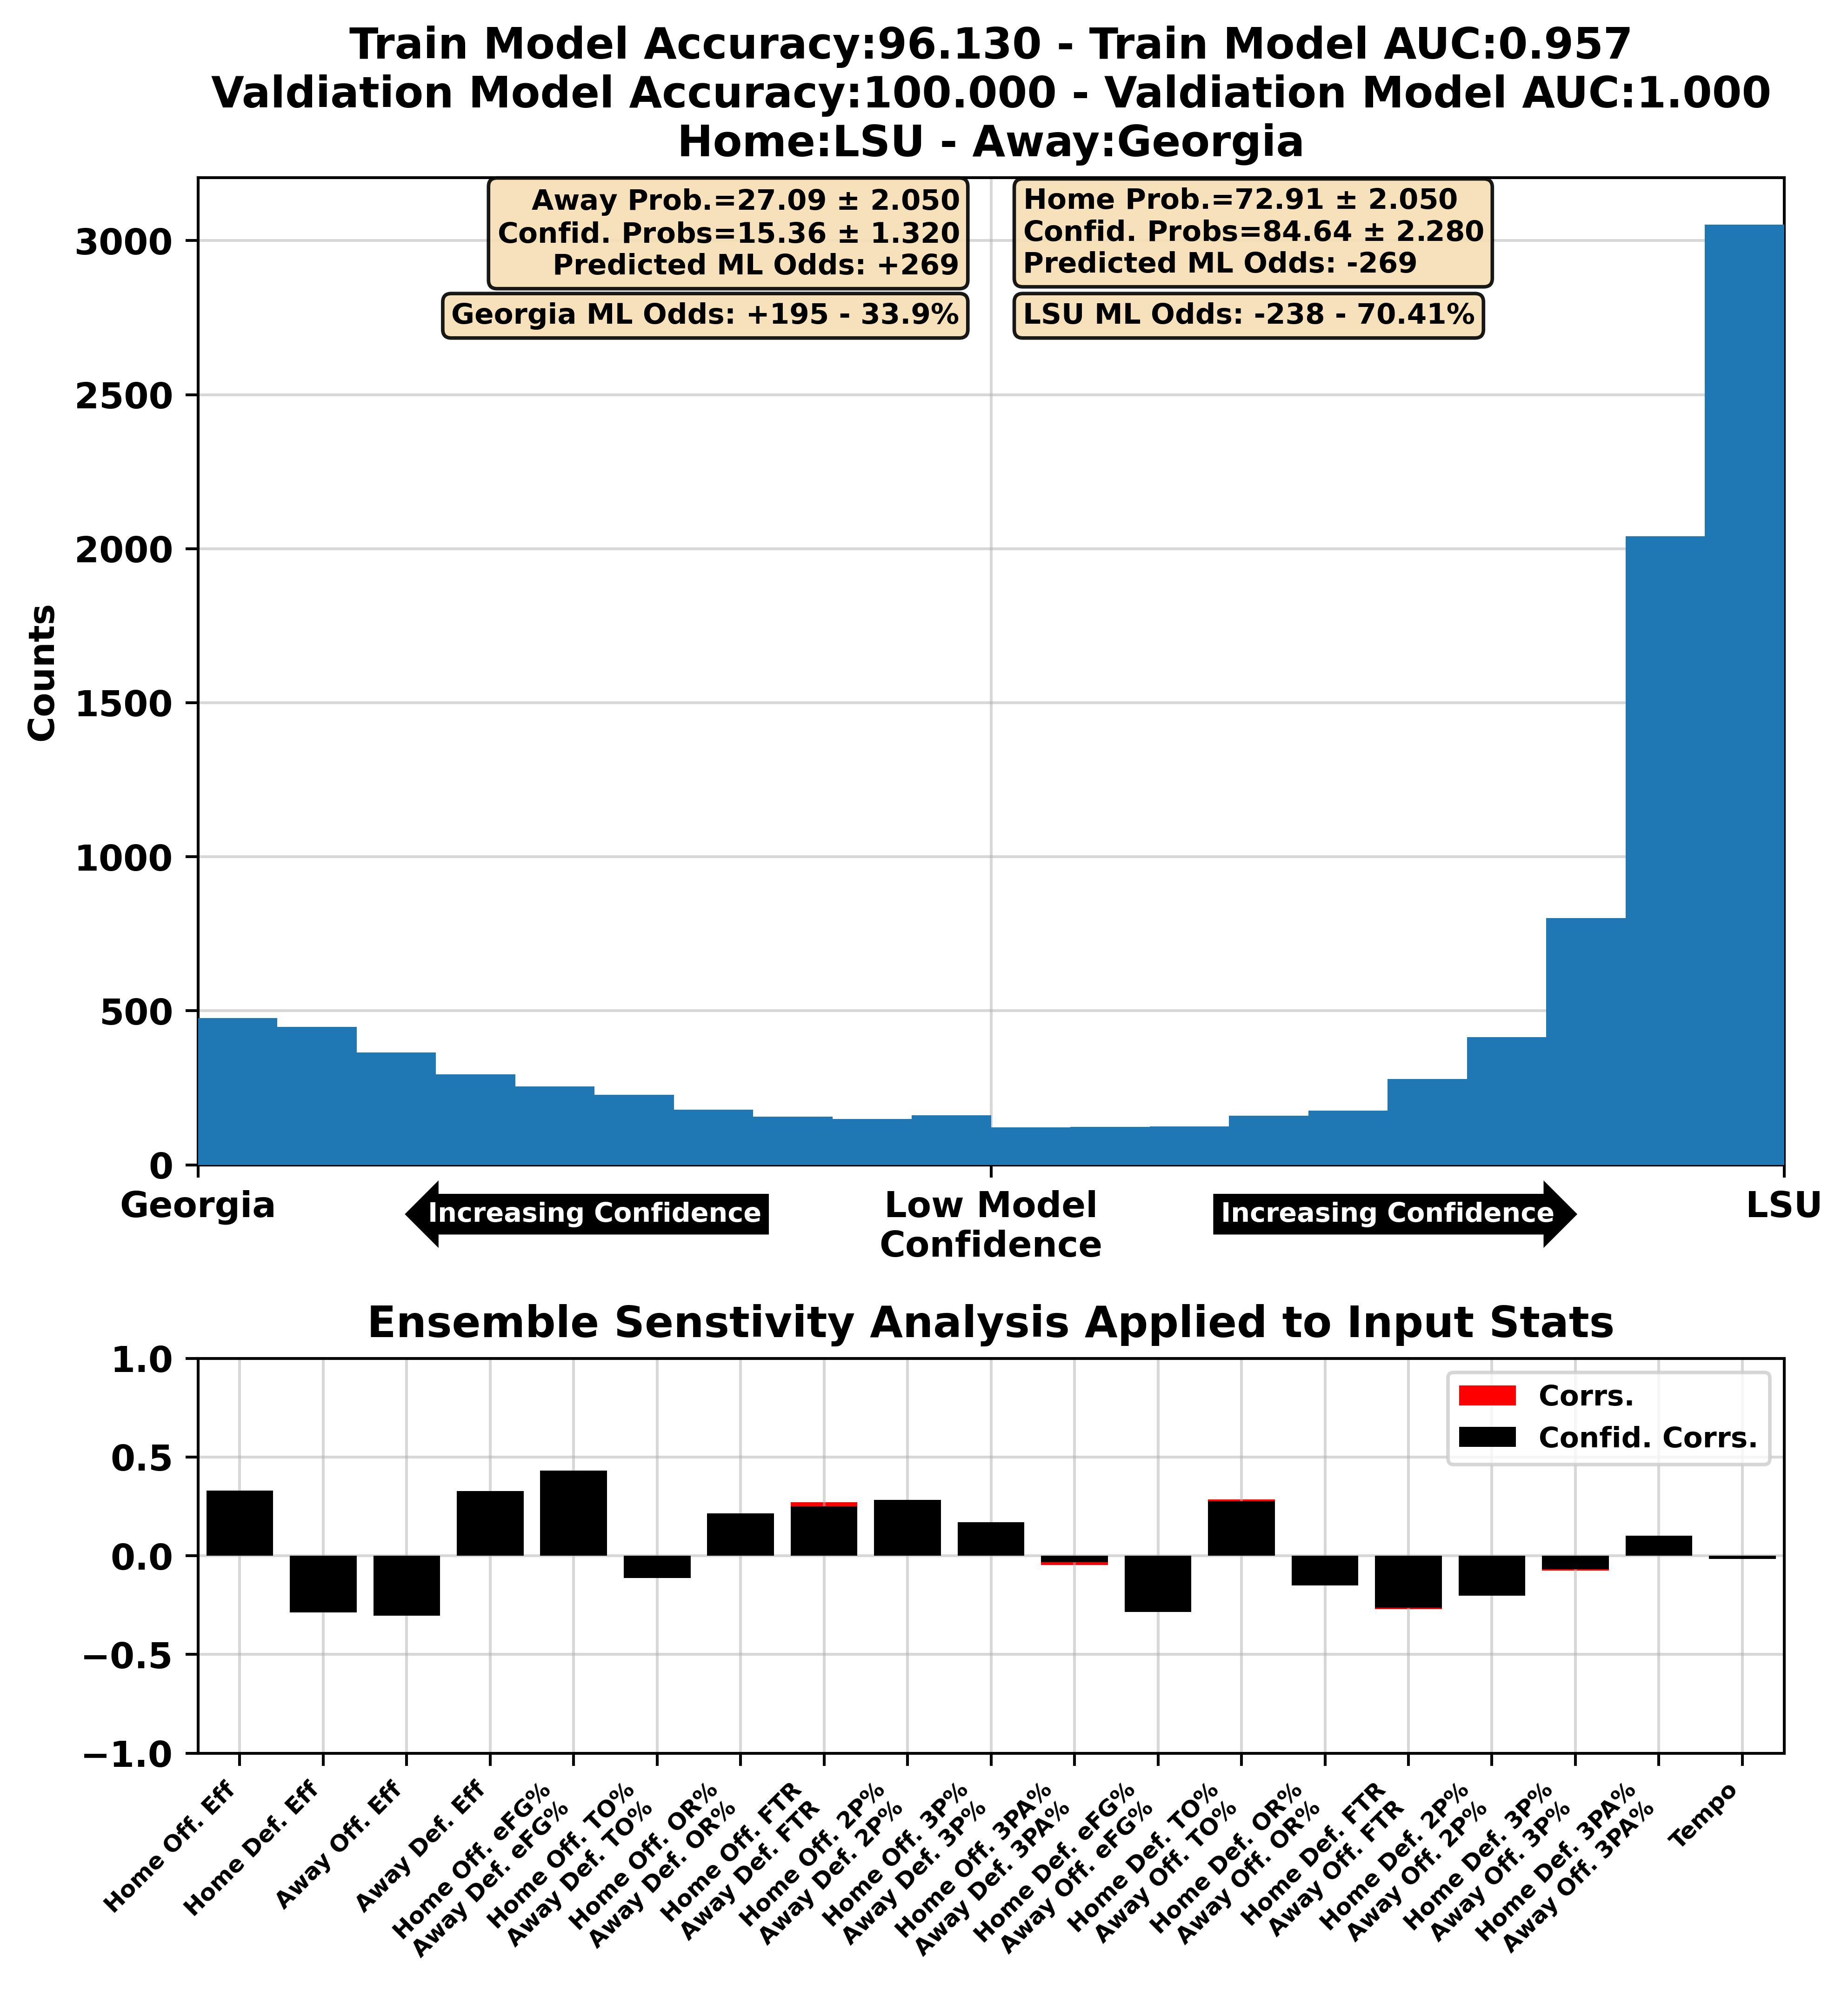 Train Model Accuracy:96.130 - Train Model AUC:0.957
Valdiation Model Accuracy:100.000 - Valdiation Model AUC:1.000
Home:LSU - Away:Georgia
Away Prob.=27.09 ± 2.050
Confid. Probs=15.36 ± 1.320
Predicted ML Odds: +269
Georgia ML Odds: +195 - 33.9%
Home Prob.=72.91 ± 2.050
Confid. Probs=84.64 ± 2.280
Predicted ML Odds: -269
LSU ML Odds: -238 - 70.41%
Counts
3000
2500
2000
1500
1000
500
0
Georgia
Increasing Confidence
Low Model
Confidence
Increasing Confidence
LSU
Ensemble Senstivity Analysis Applied to Input Stats
1.0
0.5
0.0
−0.5
−1.0
Corrs.
Confid. Corrs.
Home Off. Eff
Home Def. Eff
Away Off. Eff
Away Def. Eff
Home Off. eFG%
Away Def. eFG%
Home Off. TO%
Away Def. TO%
Home Off. OR%
Away Def. OR%
Home Off. FTR
Away Def. FTR
Home Off. 2P%
Away Def. 2P%
Home Off. 3P%
Away Def. 3P%
Home Off. 3PA%
Away Def. 3PA%
Home Def. eFG%
Away Off. eFG%
Home Def. TO%
Away Off. TO%
Home Def. OR%
Away Off. OR%
Home Def. FTR
Away Off. FTR
Home Def. 2P%
Away Off. 2P%
Home Def. 3P%
Away Off. 3P%
Home Def. 3PA%
Away Off. 3PA%
Tempo